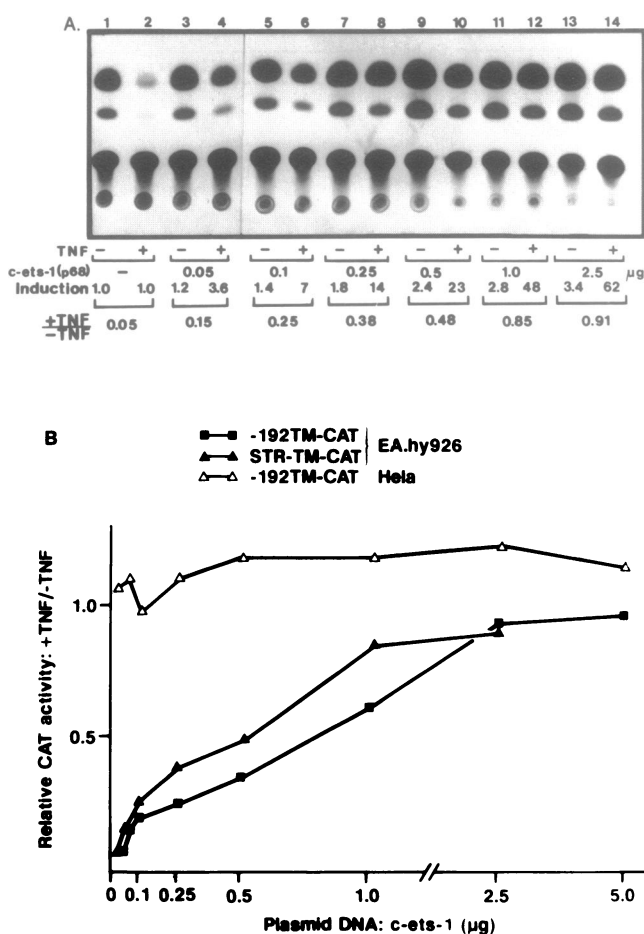 A.
1 2 3 4 5 6 7 8 9 10 11 12 13 14
TNF − + − + − + − + − + − + − +
c-ets-1(p68) − 0.05 0.1 0.25 0.5 1.0 2.5 µg
Induction 1.0 1.0 1.2 3.6 1.4 7 1.8 14 2.4 23 2.8 48 3.4 62
+TNF
−TNF
0.05 0.15 0.25 0.38 0.48 0.85 0.91
B
-192TM-CAT
STR-TM-CAT
EA.hy926
-192TM-CAT Hela
Relative CAT activity: +TNF/-TNF
1.0
0.5
0 0.1 0.25 0.5 1.0 2.5 5.0
Plasmid DNA: c-ets-1 (µg)